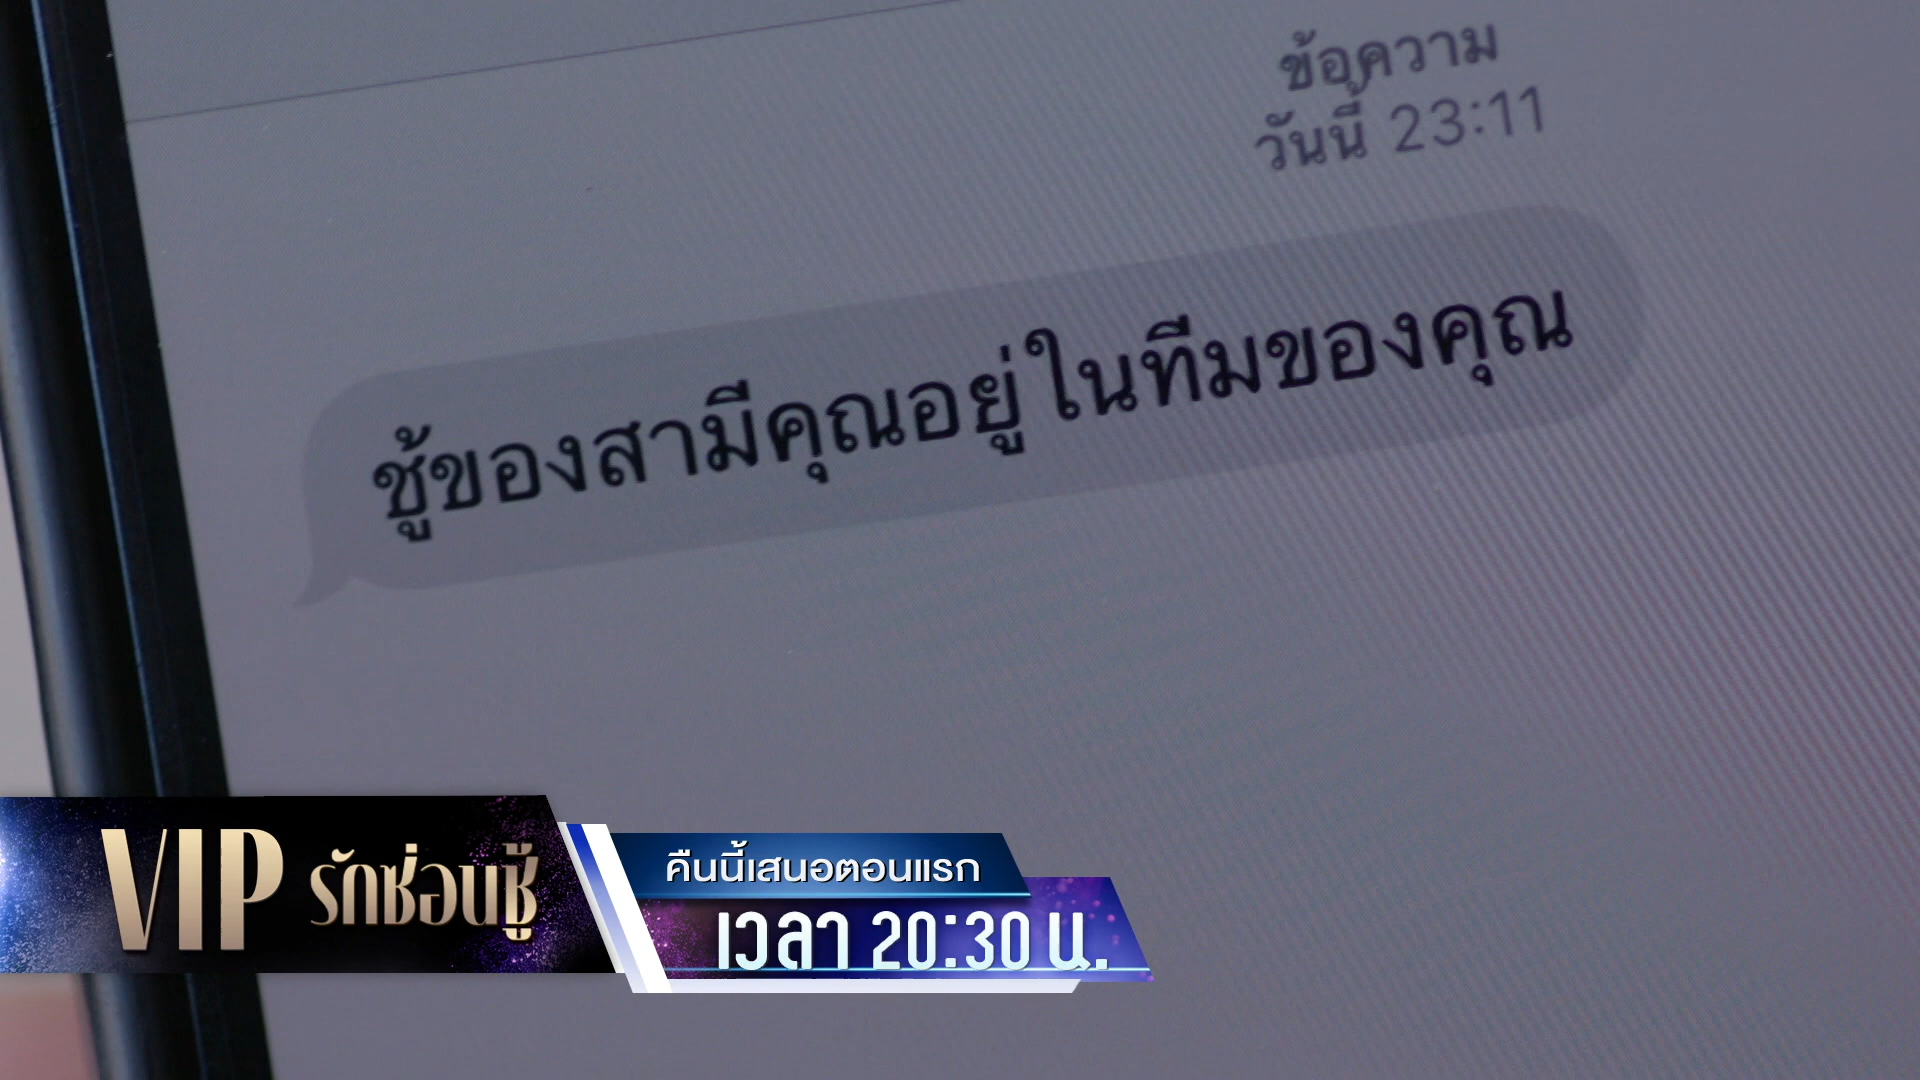 ข้อความ
วันนี้ 23:11
ชู้ของสามีคุณอยู่ในทีมของคุณ
VIP รักซ่อนชู้
คืนนี้เสนอตอนแรก
เวลา 20:30 น.